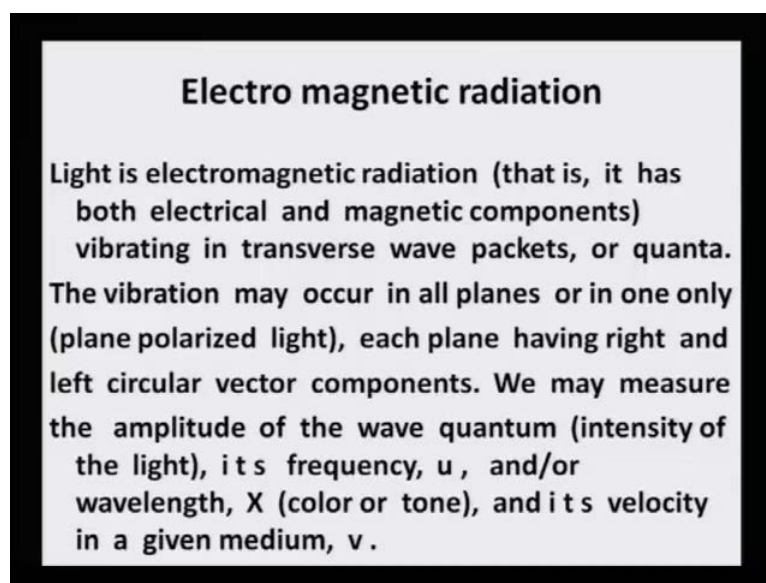 Electro magnetic radiation
Light is electromagnetic radiation (that is, it has
both electrical and magnetic components)
vibrating in transverse wave packets, or quanta.
The vibration may occur in all planes or in one only
(plane polarized light), each plane having right and
left circular vector components. We may measure
the amplitude of the wave quantum (intensity of
the light), i t s frequency, u , and/or
wavelength, X (color or tone), and i t s velocity
in a given medium, v .